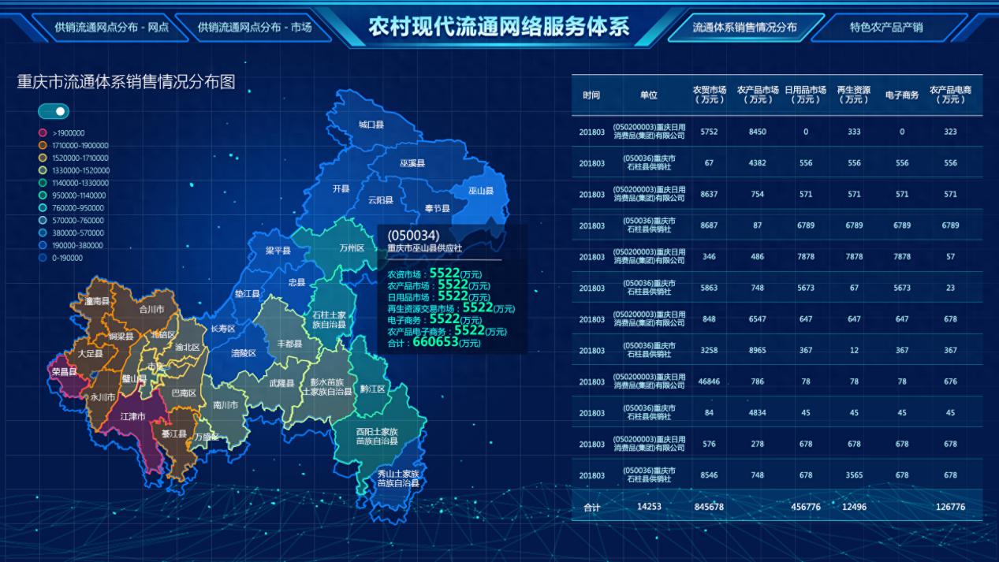 供销流通网点分布 - 网点
供销流通网点分布 - 市场
农村现代流通网络服务体系
流通体系销售情况分布
特色农产品产销
重庆市流通体系销售情况分布图
>1900000
1710000-1900000
1520000-1710000
1330000-1520000
1140000-1330000
950000-1140000
760000-950000
570000-760000
380000-570000
190000-380000
0-190000
城口县
巫溪县
开县
云阳县
巫山县
奉节县
万州区
梁平县
忠县
垫江县
石柱土家
族自治县
长寿区
丰都县
涪陵区
潼南县
合川市
铜梁县
北碚区
渝北区
大足县
市区
荣昌县
璧山县
永川市
巴南区
武隆县
彭水苗族
土家族自治县
黔江区
南川市
江津市
綦江县
万盛区
酉阳土家族
苗族自治县
秀山土家族
苗族自治县
(050034)
重庆市巫山县供应社
农资市场：5522(万元)
农产品市场：5522(万元)
日用品市场：5522(万元)
再生资源交易市场：5522(万元)
电子商务：5522(万元)
农产品电子商务：5522(万元)
合计：660653(万元)
时间 单位 农贸市场（万元） 农产品市场（万元） 日用品市场（万元） 再生资源（万元） 电子商务 农产品电商（万元）
201803 (050200003)重庆日用消费品(集团)有限公司 5752 8450 0 333 0 323
201803 (050036)重庆市石柱县供销社 67 4382 556 556 556 556
201803 (050200003)重庆日用消费品(集团)有限公司 8637 754 571 571 571 571
201803 (050036)重庆市石柱县供销社 8687 87 6789 6789 6789 6789
201803 (050200003)重庆日用消费品(集团)有限公司 346 486 7878 7878 7878 57
201803 (050036)重庆市石柱县供销社 5863 748 5673 67 5673 23
201803 (050200003)重庆日用消费品(集团)有限公司 848 6547 647 647 647 678
201803 (050036)重庆市石柱县供销社 3258 8965 367 12 367 367
201803 (050200003)重庆日用消费品(集团)有限公司 46846 786 78 78 78 676
201803 (050036)重庆市石柱县供销社 84 4834 45 45 45 45
201803 (050200003)重庆日用消费品(集团)有限公司 576 278 678 678 678 678
201803 (050036)重庆市石柱县供销社 8546 748 678 3565 678 678
合计 14253 845678 456776 12496 126776